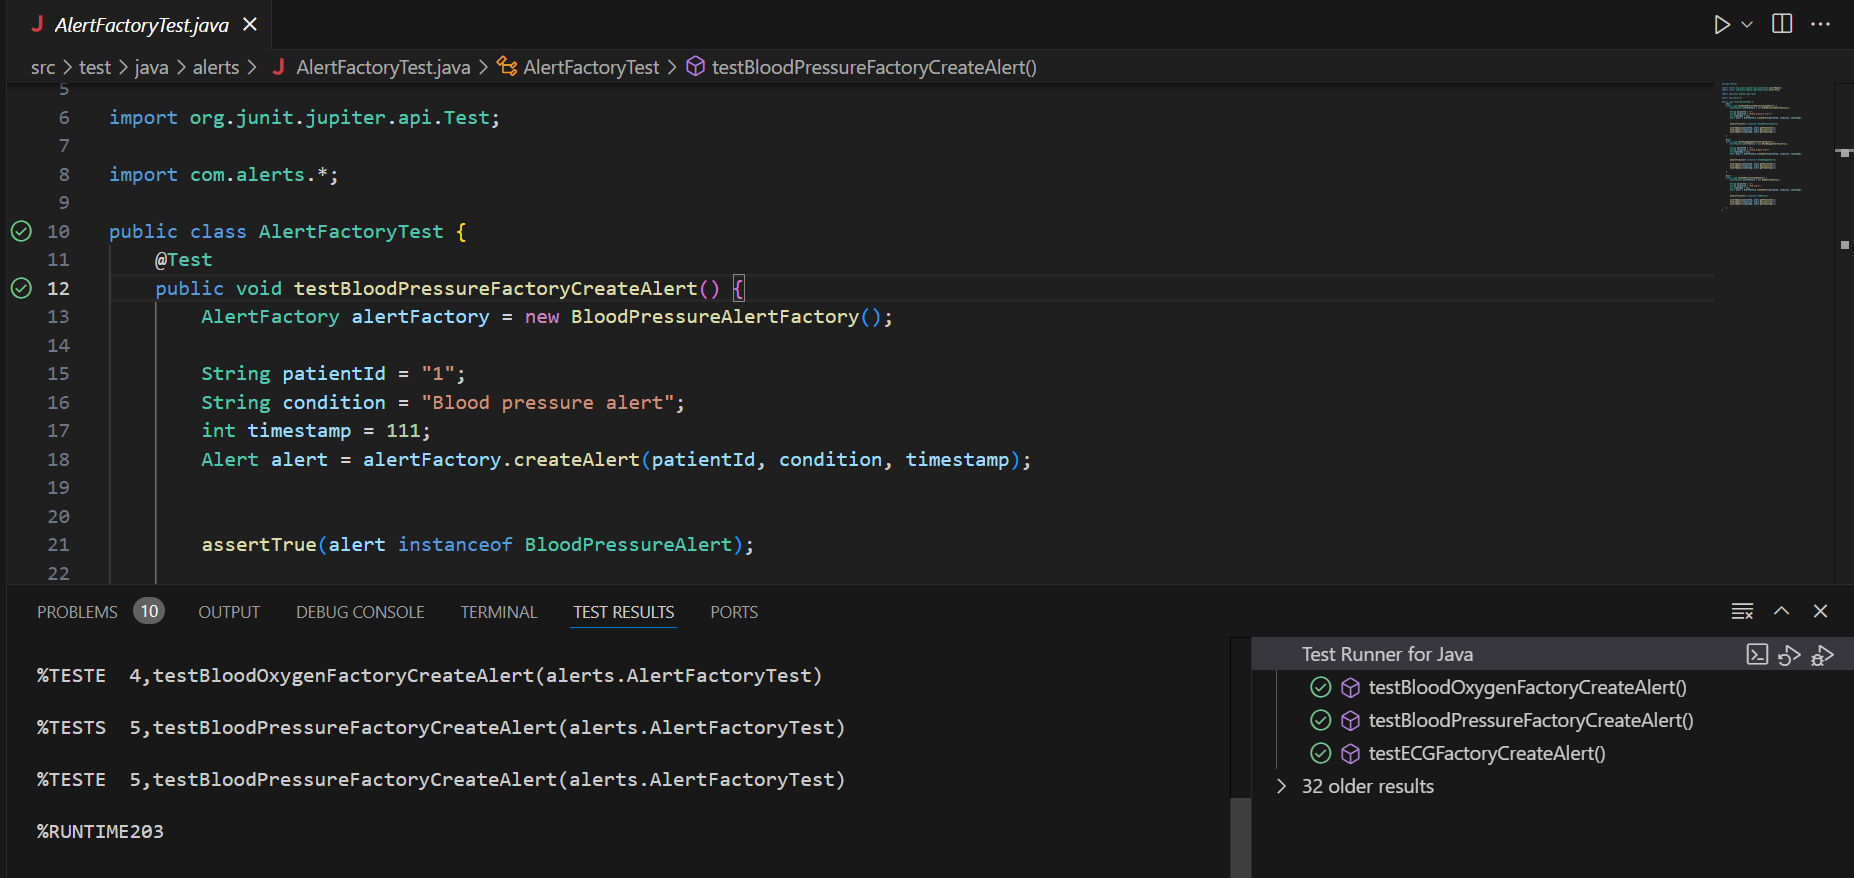 J AlertFactoryTest.java
src > test > java > alerts > J AlertFactoryTest.java > AlertFactoryTest > testBloodPressureFactoryCreateAlert()
5
6 import org.junit.jupiter.api.Test;
7
8 import com.alerts.*;
9
10 public class AlertFactoryTest {
11 @Test
12 public void testBloodPressureFactoryCreateAlert() {
13 AlertFactory alertFactory = new BloodPressureAlertFactory();
14
15 String patientId = "1";
16 String condition = "Blood pressure alert";
17 int timestamp = 111;
18 Alert alert = alertFactory.createAlert(patientId, condition, timestamp);
19
20
21 assertTrue(alert instanceof BloodPressureAlert);
22
PROBLEMS 10 OUTPUT DEBUG CONSOLE TERMINAL TEST RESULTS PORTS
%TESTE  4,testBloodOxygenFactoryCreateAlert(alerts.AlertFactoryTest)
%TESTS  5,testBloodPressureFactoryCreateAlert(alerts.AlertFactoryTest)
%TESTE  5,testBloodPressureFactoryCreateAlert(alerts.AlertFactoryTest)
%RUNTIME203
Test Runner for Java
testBloodOxygenFactoryCreateAlert()
testBloodPressureFactoryCreateAlert()
testECGFactoryCreateAlert()
32 older results